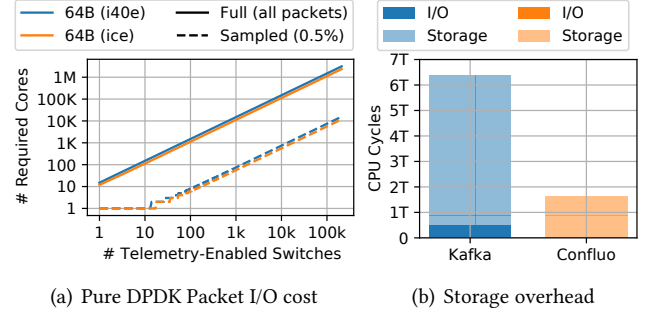 64B (i40e)
64B (ice)
Full (all packets)
Sampled (0.5%)
# Required Cores
1M
100K
10K
1K
100
10
1
1
10
100
1k
10k
100k
# Telemetry-Enabled Switches
(a) Pure DPDK Packet I/O cost
I/O
Storage
I/O
Storage
CPU Cycles
7T
6T
5T
4T
3T
2T
1T
0
Kafka
Confluo
(b) Storage overhead